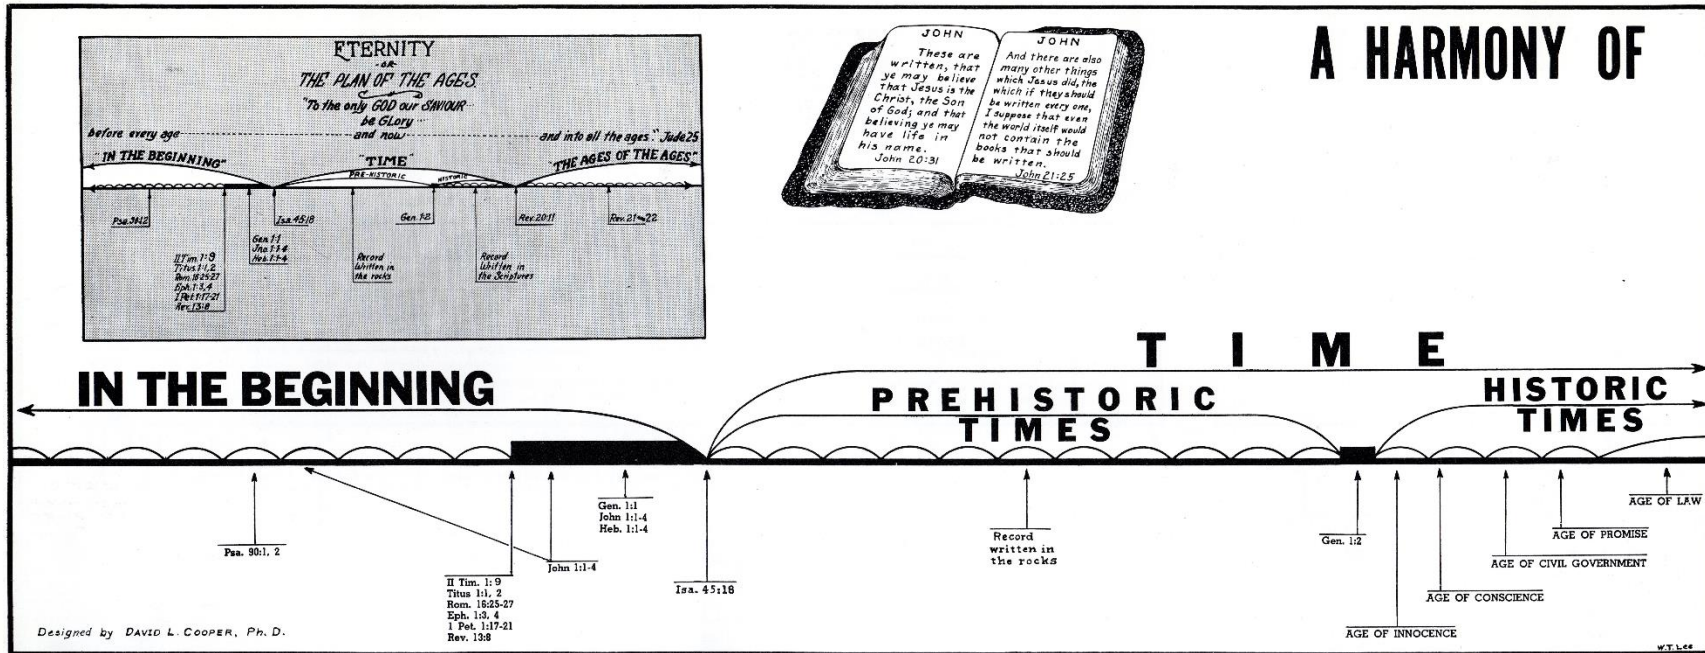 A HARMONY OF
ETERNITY
-OR-
THE PLAN OF THE AGES.
"To the only GOD our SAVIOUR
be GLory
before every age
and now
and into all the ages." Jude 25
"IN THE BEGINNING"
"TIME"
"THE AGES OF THE AGES"
PRE-HISTORIC
HISTORIC
Isa. 45:18
Gen. 1:2
Rev. 20:11
Rev. 21-22
Gen. 1:1
Jno. 1:1-4
Heb. 1:1-4
II Tim. 1:9
Titus 1:1,2
Rom. 16:25-27
Eph. 1:3,4
I Pet. 1:17-21
Rev. 13:8
Record
Written in
the rocks
Record
Written in
the Scriptures
JOHN
These are
written, that
ye may believe
that Jesus is the
Christ, the Son
of God; and that
believing ye may
have life in
his name.
John 20:31
JOHN
And there are also
many other things
which Jesus did, the
which if they should
be written every one,
I suppose that even
the world itself would
not contain the
books that should
be written.
John 21:25
TIME
IN THE BEGINNING
PREHISTORIC
TIMES
HISTORIC
TIMES
Psa. 90:1, 2
II Tim. 1: 9
Titus 1:1, 2
Rom. 16:25-27
Eph. 1:3, 4
1 Pet. 1:17-21
Rev. 13:8
John 1:1-4
Gen. 1:1
John 1:1-4
Heb. 1:1-4
Isa. 45:18
Record
written in
the rocks
Gen. 1:2
AGE OF INNOCENCE
AGE OF CONSCIENCE
AGE OF CIVIL GOVERNMENT
AGE OF PROMISE
AGE OF LAW
Designed by DAVID L. COOPER, Ph. D.
W.T. Lee